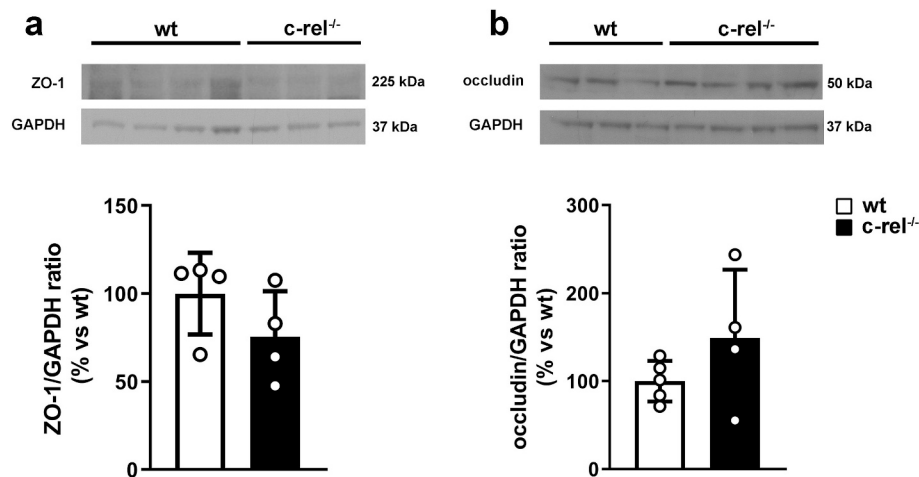 a
wt c-rel-/-
ZO-1 225 kDa
GAPDH 37 kDa
150
100
50
0
ZO-1/GAPDH ratio
(% vs wt)
b
wt c-rel-/-
occludin 50 kDa
GAPDH 37 kDa
300
200
100
0
occludin/GAPDH ratio
(% vs wt)
wt
c-rel-/-